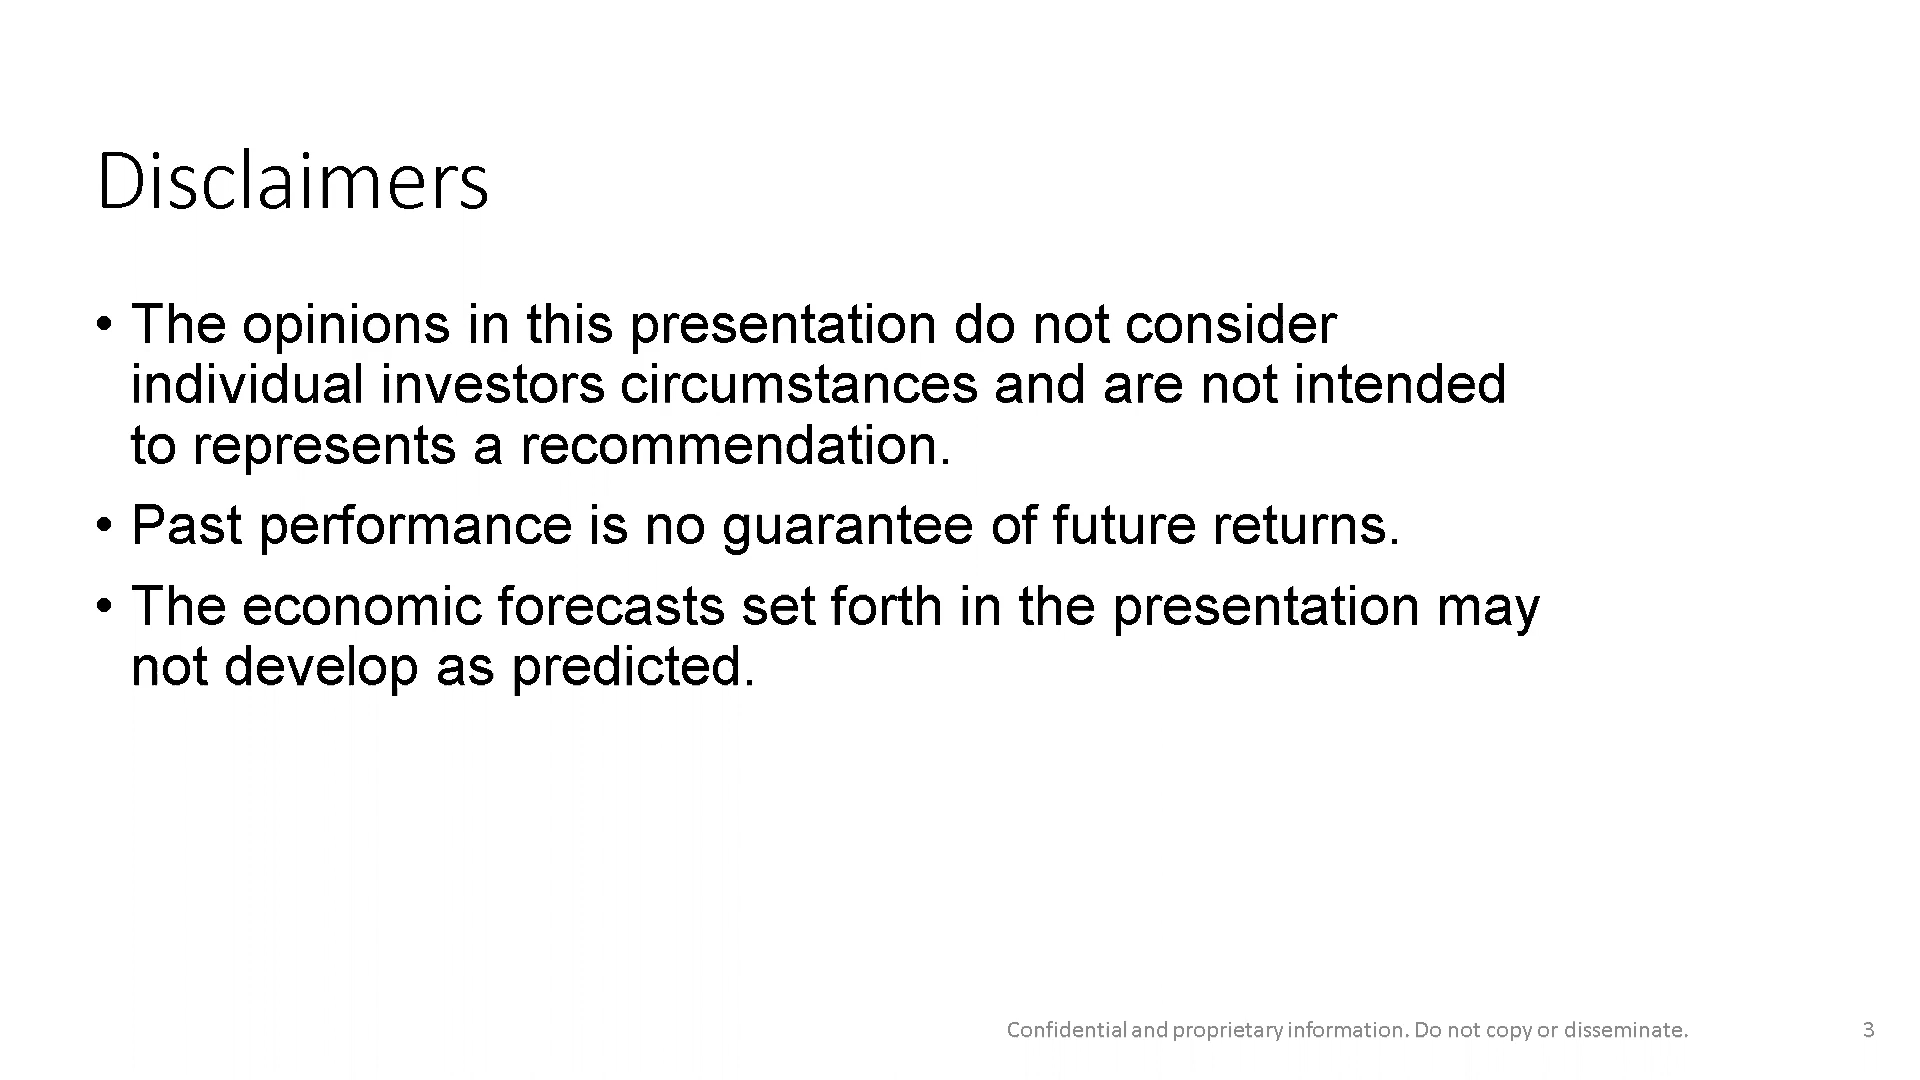 Disclaimers
• The opinions in this presentation do not consider
individual investors circumstances and are not intended
to represents a recommendation.
• Past performance is no guarantee of future returns.
• The economic forecasts set forth in the presentation may
not develop as predicted.
Confidential and proprietary information. Do not copy or disseminate.
3